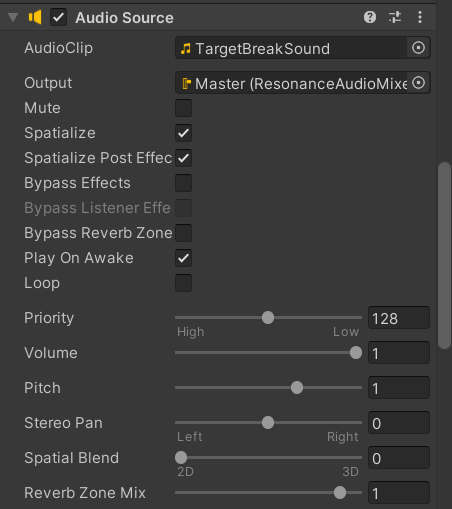 Audio Source
AudioClip TargetBreakSound
Output Master (ResonanceAudioMixe
Mute
Spatialize
Spatialize Post Effec
Bypass Effects
Bypass Listener Effe
Bypass Reverb Zone
Play On Awake
Loop
Priority 128
High Low
Volume 1
Pitch 1
Stereo Pan 0
Left Right
Spatial Blend 0
2D 3D
Reverb Zone Mix 1